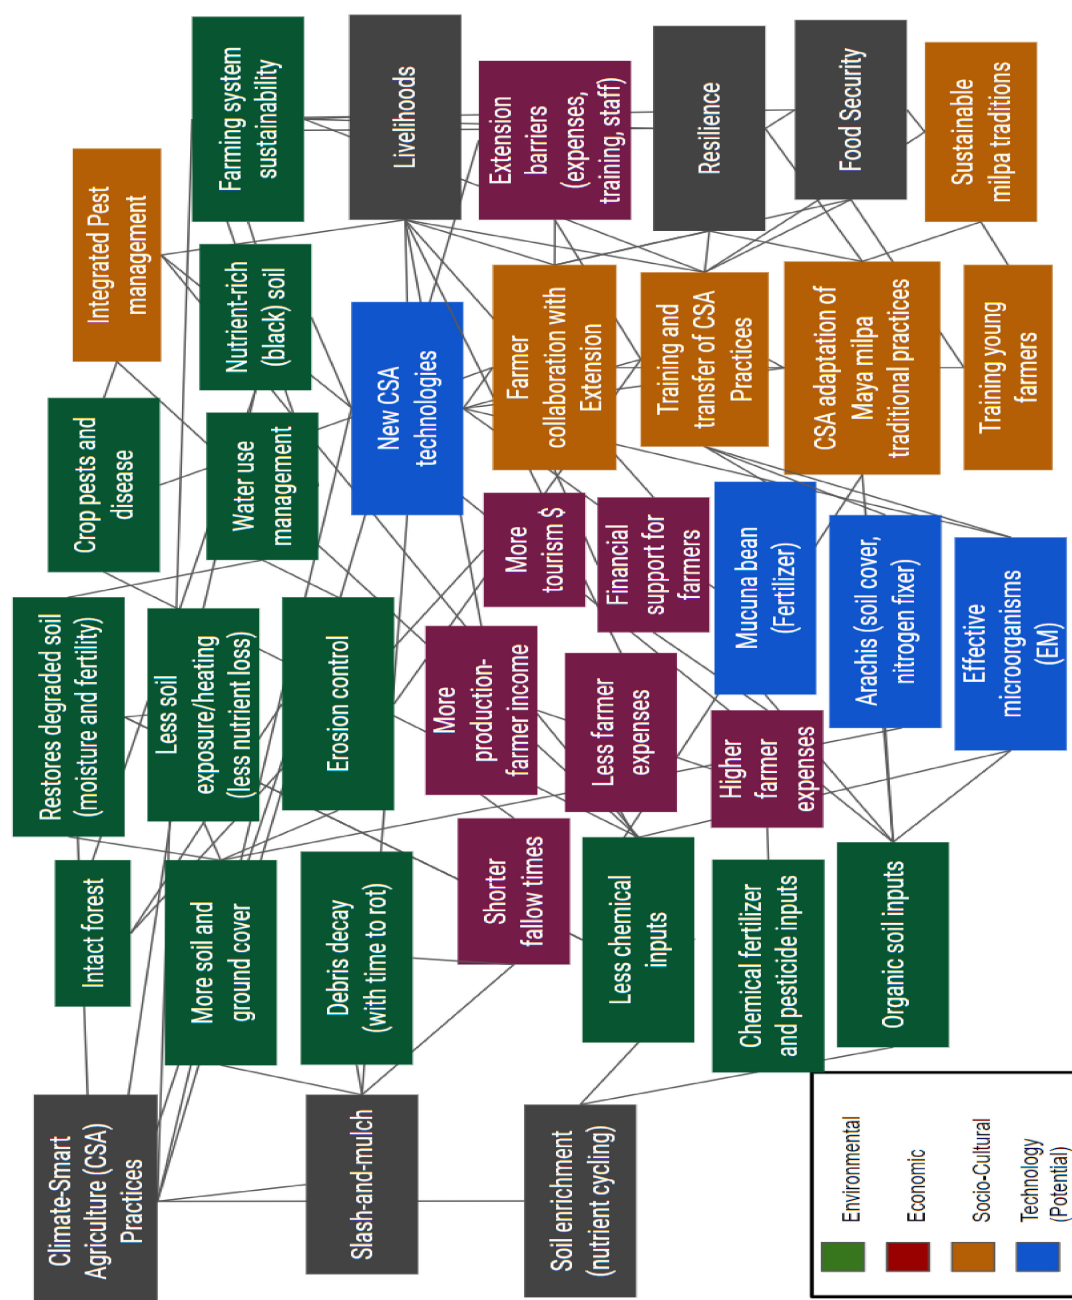 Climate-Smart
Agriculture (CSA)
Practices
Slash-and-mulch
Soil enrichment
(nutrient cycling)
Intact forest
More soil and
ground cover
Debris decay
(with time to rot)
Less chemical
inputs
Chemical fertilizer
and pesticide inputs
Organic soil inputs
Restores degraded soil
(moisture and fertility)
Less soil
exposure/heating
(less nutrient loss)
Erosion control
Shorter
fallow times
More
production-
farmer income
Less farmer
expenses
Higher
farmer
expenses
Crop pests and
disease
Water use
management
More
tourism $
Financial
support for
farmers
Mucuna bean
(Fertilizer)
Arachis (soil cover,
nitrogen fixer)
Effective
microorganisms
(EM)
Integrated Pest
management
Nutrient-rich
(black) soil
New CSA
technologies
Farmer
collaboration with
Extension
Training and
transfer of CSA
Practices
CSA adaptation of
Maya milpa
traditional practices
Training young
farmers
Farming system
sustainability
Livelihoods
Extension
barriers
(expenses,
training, staff)
Resilience
Food Security
Sustainable
milpa traditions
Environmental
Economic
Socio-Cultural
Technology
(Potential)